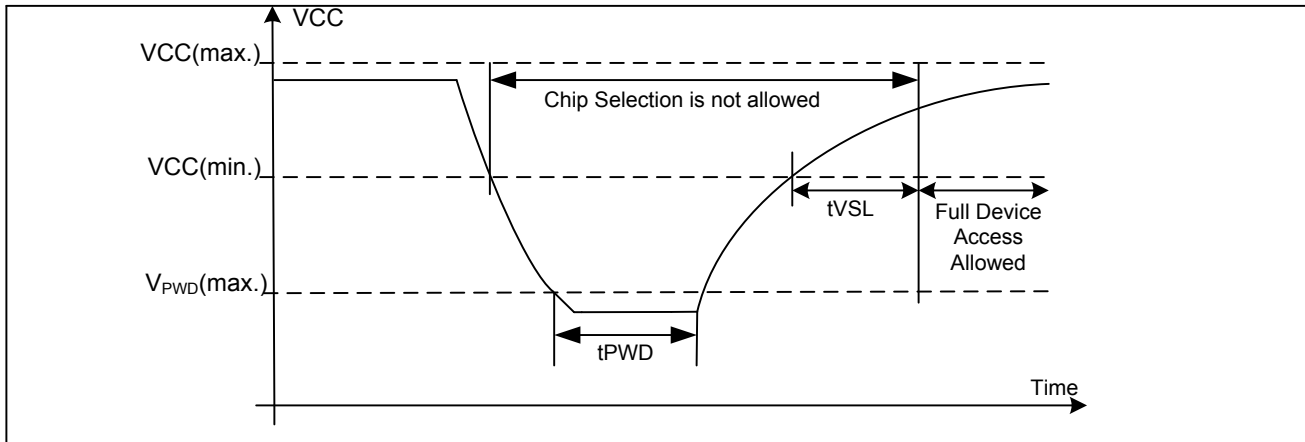 VCC
VCC(max.)
Chip Selection is not allowed
VCC(min.)
tVSL
Full Device
Access
Allowed
VPWD(max.)
tPWD
Time